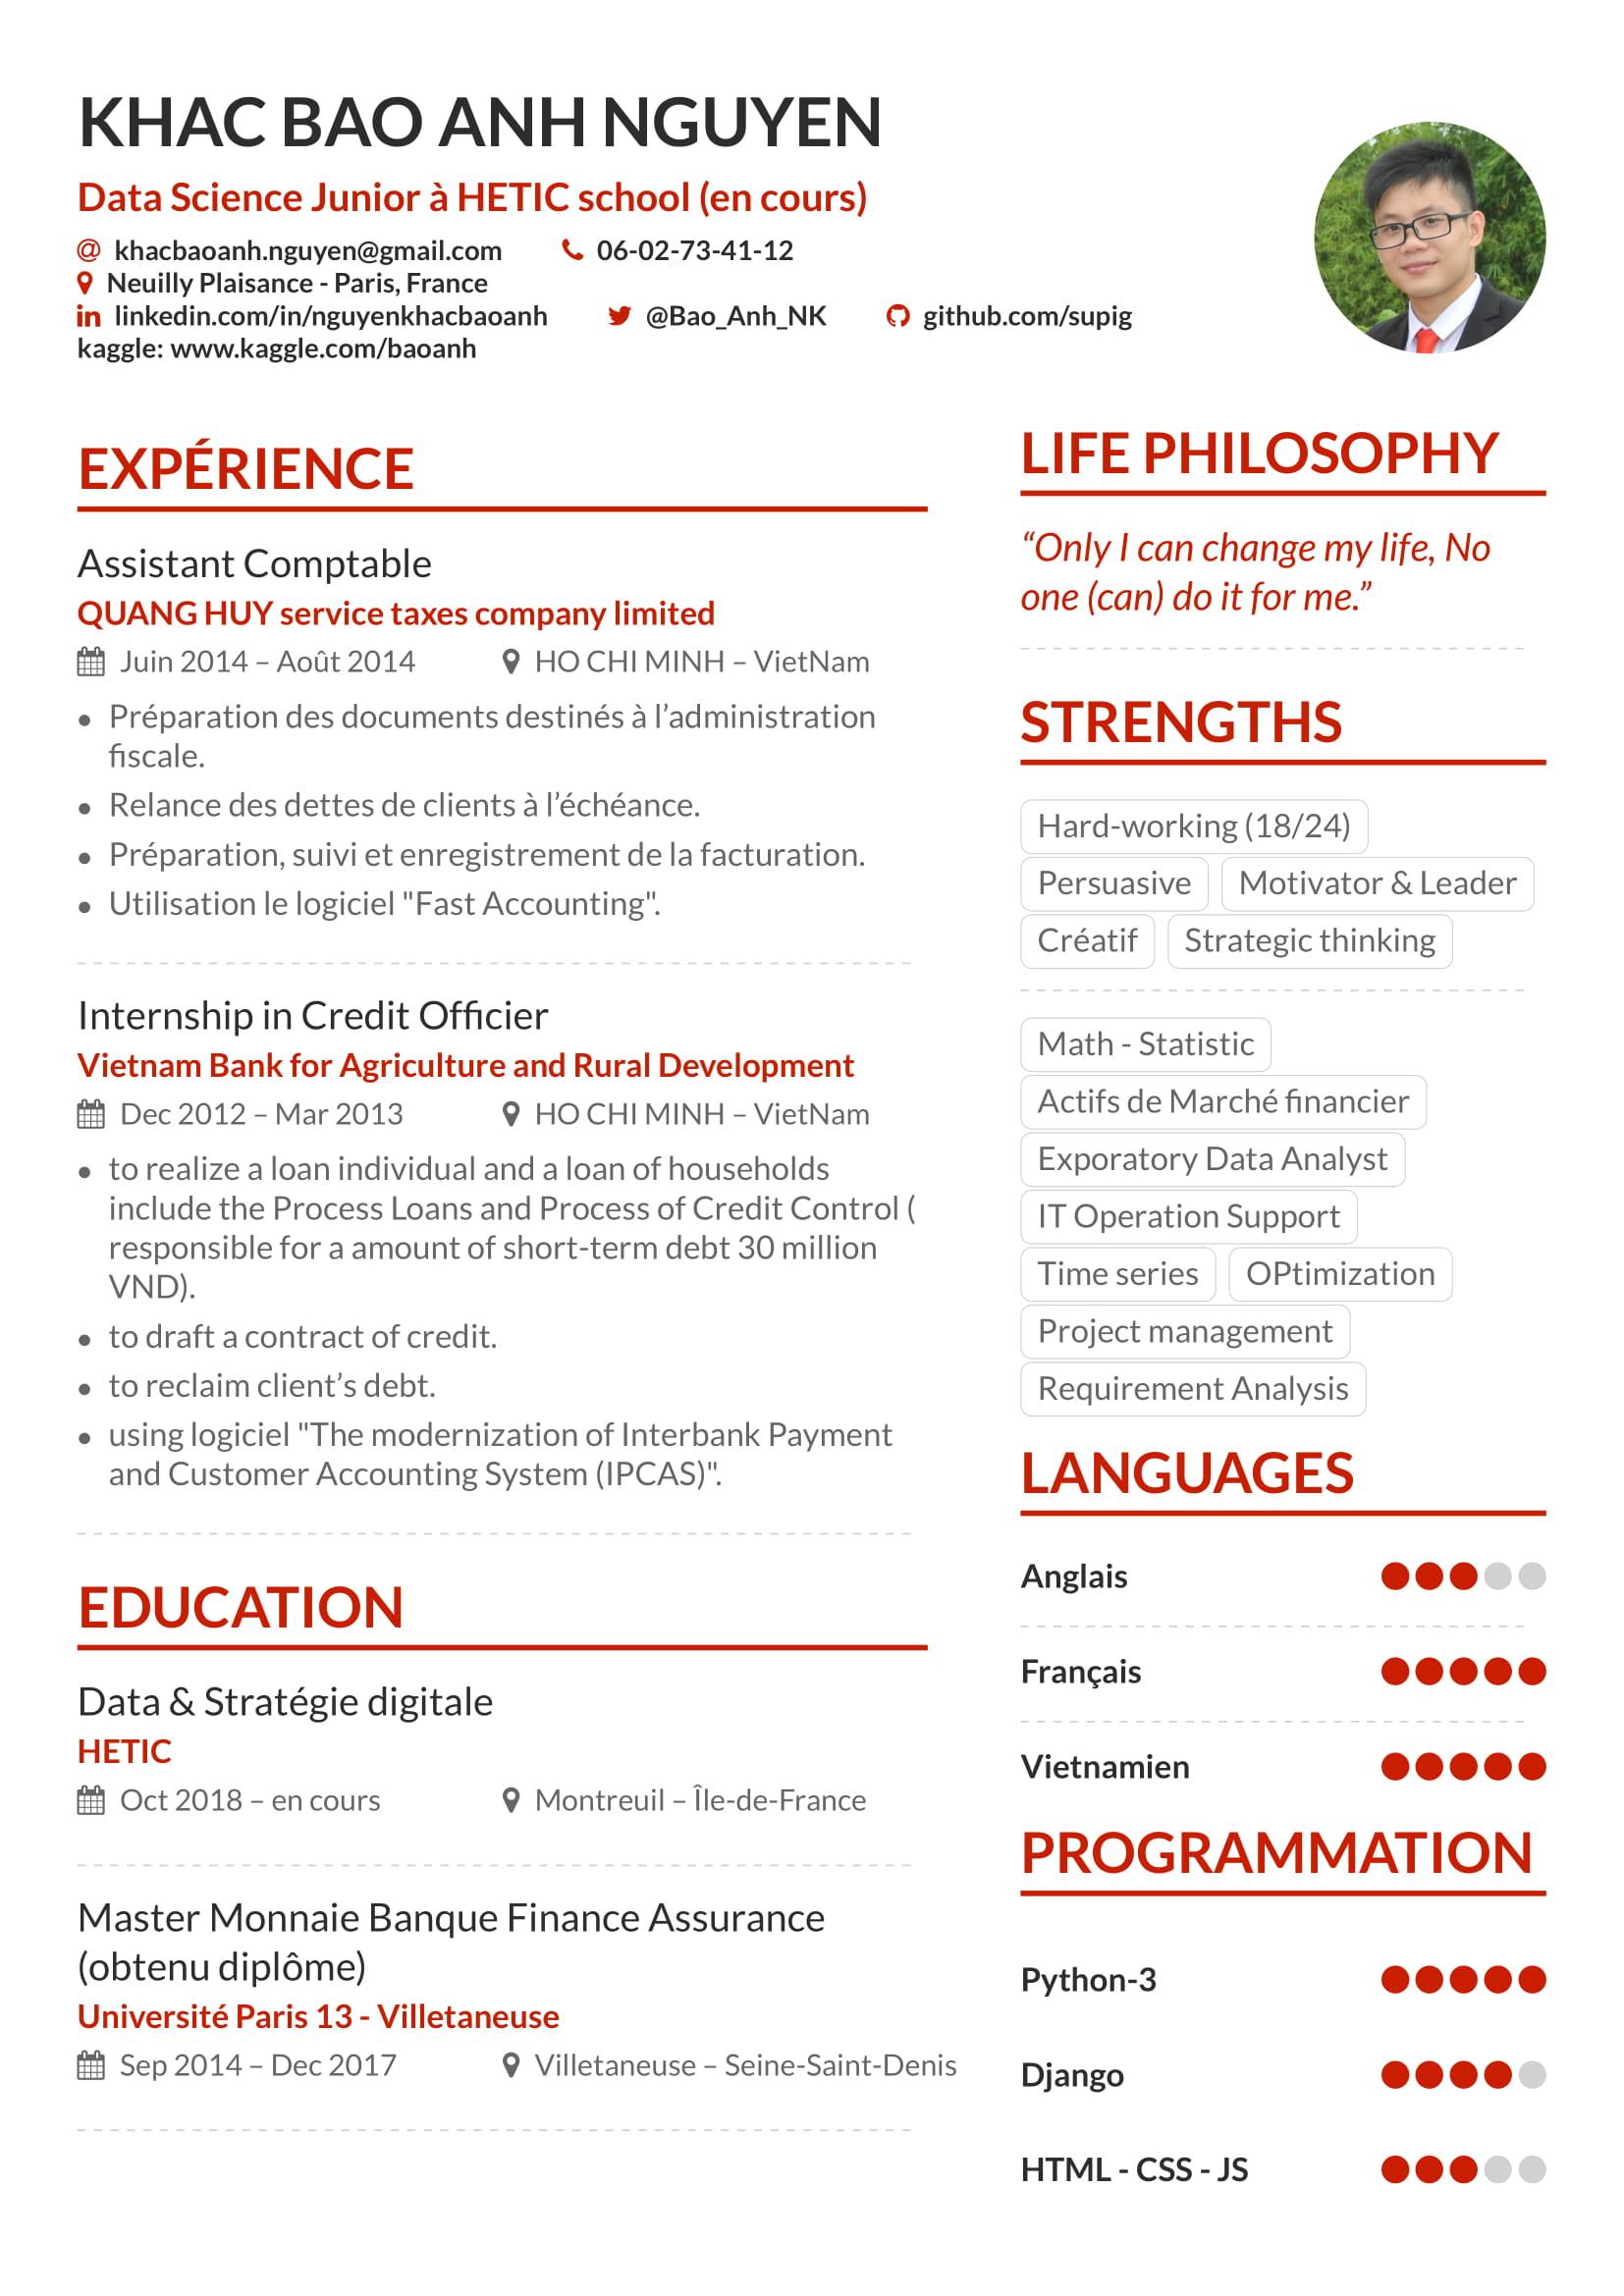 KHAC BAO ANH NGUYEN
Data Science Junior à HETIC school (en cours)
khacbaoanh.nguyen@gmail.com 06-02-73-41-12
Neuilly Plaisance - Paris, France
linkedin.com/in/nguyenkhacbaoanh @Bao_Anh_NK github.com/supig
kaggle: www.kaggle.com/baoanh
EXPÉRIENCE
Assistant Comptable
QUANG HUY service taxes company limited
Juin 2014 – Août 2014 HO CHI MINH – VietNam
• Préparation des documents destinés à l’administration
fiscale.
• Relance des dettes de clients à l’échéance.
• Préparation, suivi et enregistrement de la facturation.
• Utilisation le logiciel "Fast Accounting".
Internship in Credit Officier
Vietnam Bank for Agriculture and Rural Development
Dec 2012 – Mar 2013 HO CHI MINH – VietNam
• to realize a loan individual and a loan of households
include the Process Loans and Process of Credit Control (
responsible for a amount of short-term debt 30 million
VND).
• to draft a contract of credit.
• to reclaim client’s debt.
• using logiciel "The modernization of Interbank Payment
and Customer Accounting System (IPCAS)".
EDUCATION
Data & Stratégie digitale
HETIC
Oct 2018 – en cours Montreuil – Île-de-France
Master Monnaie Banque Finance Assurance
(obtenu diplôme)
Université Paris 13 - Villetaneuse
Sep 2014 – Dec 2017 Villetaneuse – Seine-Saint-Denis
LIFE PHILOSOPHY
“Only I can change my life, No
one (can) do it for me.”
STRENGTHS
Hard-working (18/24)
Persuasive Motivator & Leader
Créatif Strategic thinking
Math - Statistic
Actifs de Marché financier
Exporatory Data Analyst
IT Operation Support
Time series OPtimization
Project management
Requirement Analysis
LANGUAGES
Anglais
Français
Vietnamien
PROGRAMMATION
Python-3
Django
HTML - CSS - JS